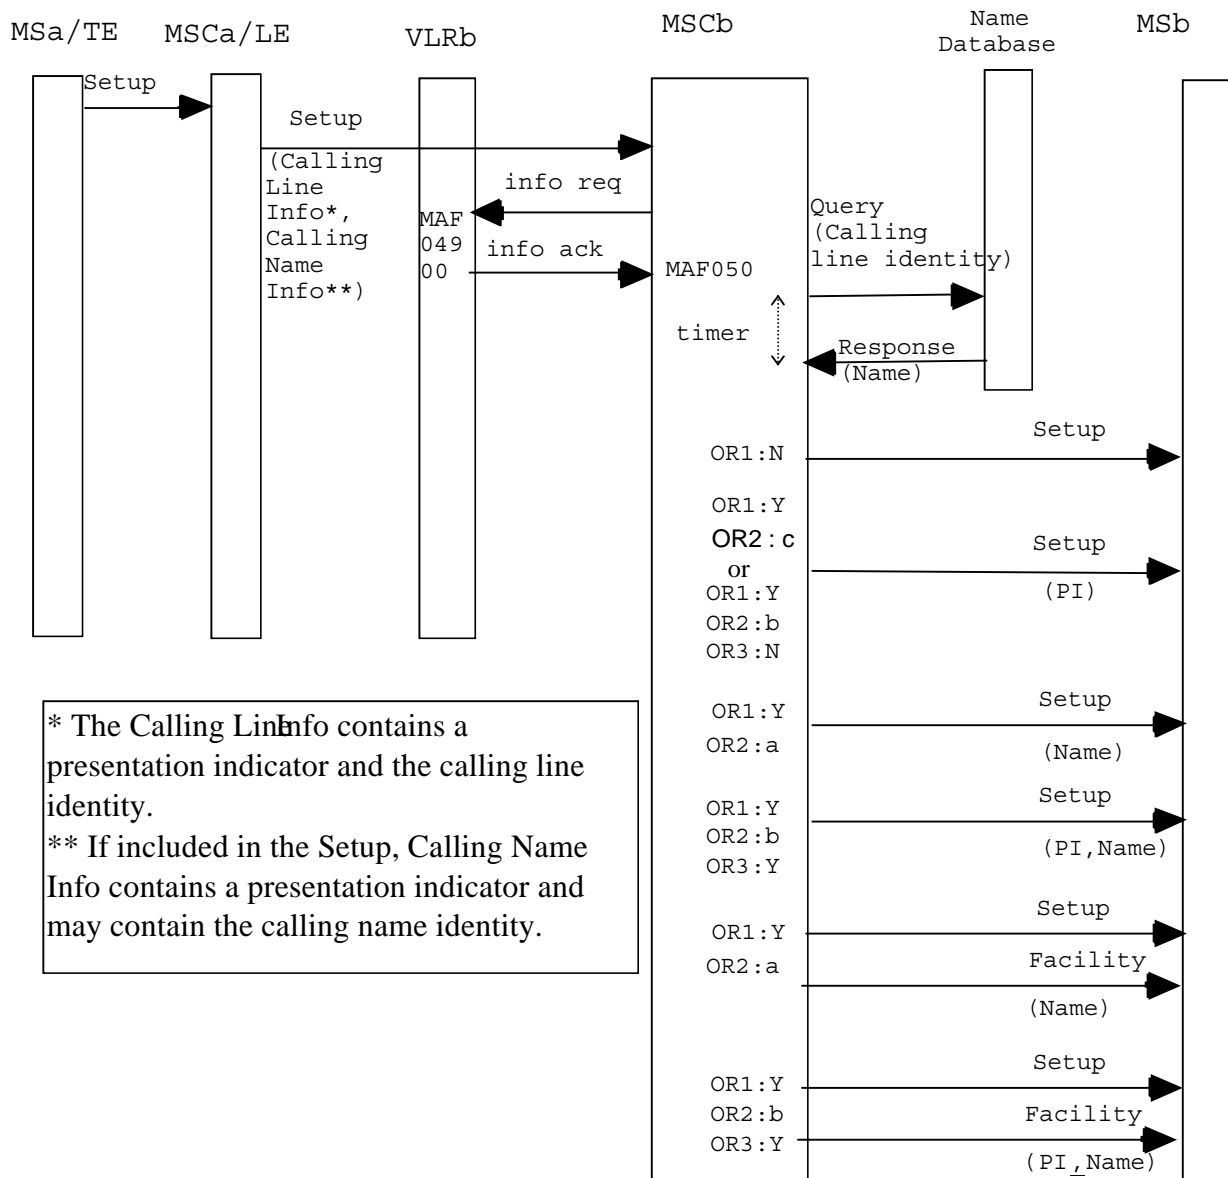 MSa/TE
MSCa/LE
VLRb
MSCb
Name
Database
MSb
Setup
Setup
(Calling
Line
Info*,
Calling
Name
Info**)
info req
MAF
049
00
info ack
MAF050
timer
Query
(Calling
line identity)
Response
(Name)
OR1:N
Setup
OR1:Y
OR2 : c
or
OR1:Y
OR2:b
OR3:N
Setup
(PI)
OR1:Y
OR2:a
Setup
(Name)
OR1:Y
OR2:b
OR3:Y
Setup
(PI,Name)
OR1:Y
OR2:a
Setup
Facility
(Name)
OR1:Y
OR2:b
OR3:Y
Setup
Facility
(PI,Name)
* The Calling Line Info contains a
presentation indicator and the calling line
identity.
** If included in the Setup, Calling Name
Info contains a presentation indicator and
may contain the calling name identity.